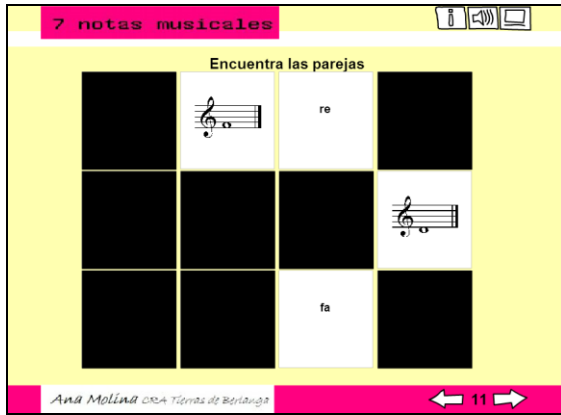 7 notas musicales
i
Encuentra las parejas
re
fa
Ana Molina CRA Tierras de Berlanga
11